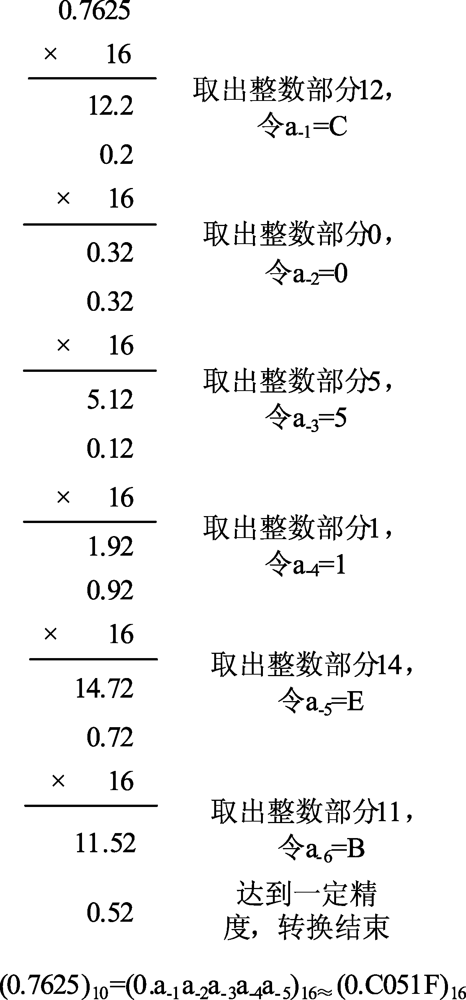 0.7625
× 16
12.2
取出整数部分12，
令a-1=C
0.2
× 16
0.32
取出整数部分0，
令a-2=0
0.32
× 16
5.12
取出整数部分5，
令a-3=5
0.12
× 16
1.92
取出整数部分1，
令a-4=1
0.92
× 16
14.72
取出整数部分14，
令a-5=E
0.72
× 16
11.52
取出整数部分11，
令a-6=B
0.52
达到一定精
度，转换结束
(0.7625)10=(0.a-1a-2a-3a-4a-5)16≈(0.C051F)16